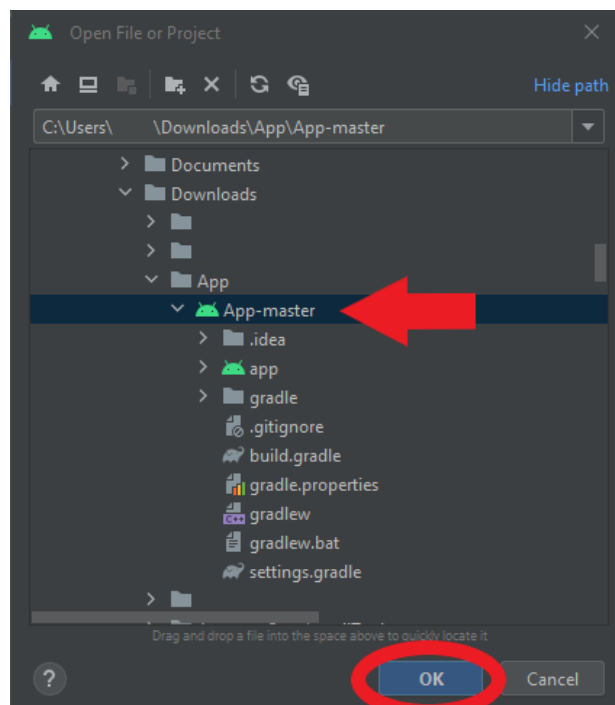 Open File or Project
Hide path
C:\Users\ \Downloads\App\App-master
Documents
Downloads
App
App-master
.idea
app
gradle
.gitignore
build.gradle
gradle.properties
C++ gradlew
gradlew.bat
settings.gradle
Drag and drop a file into the space above to quickly locate it
? OK Cancel